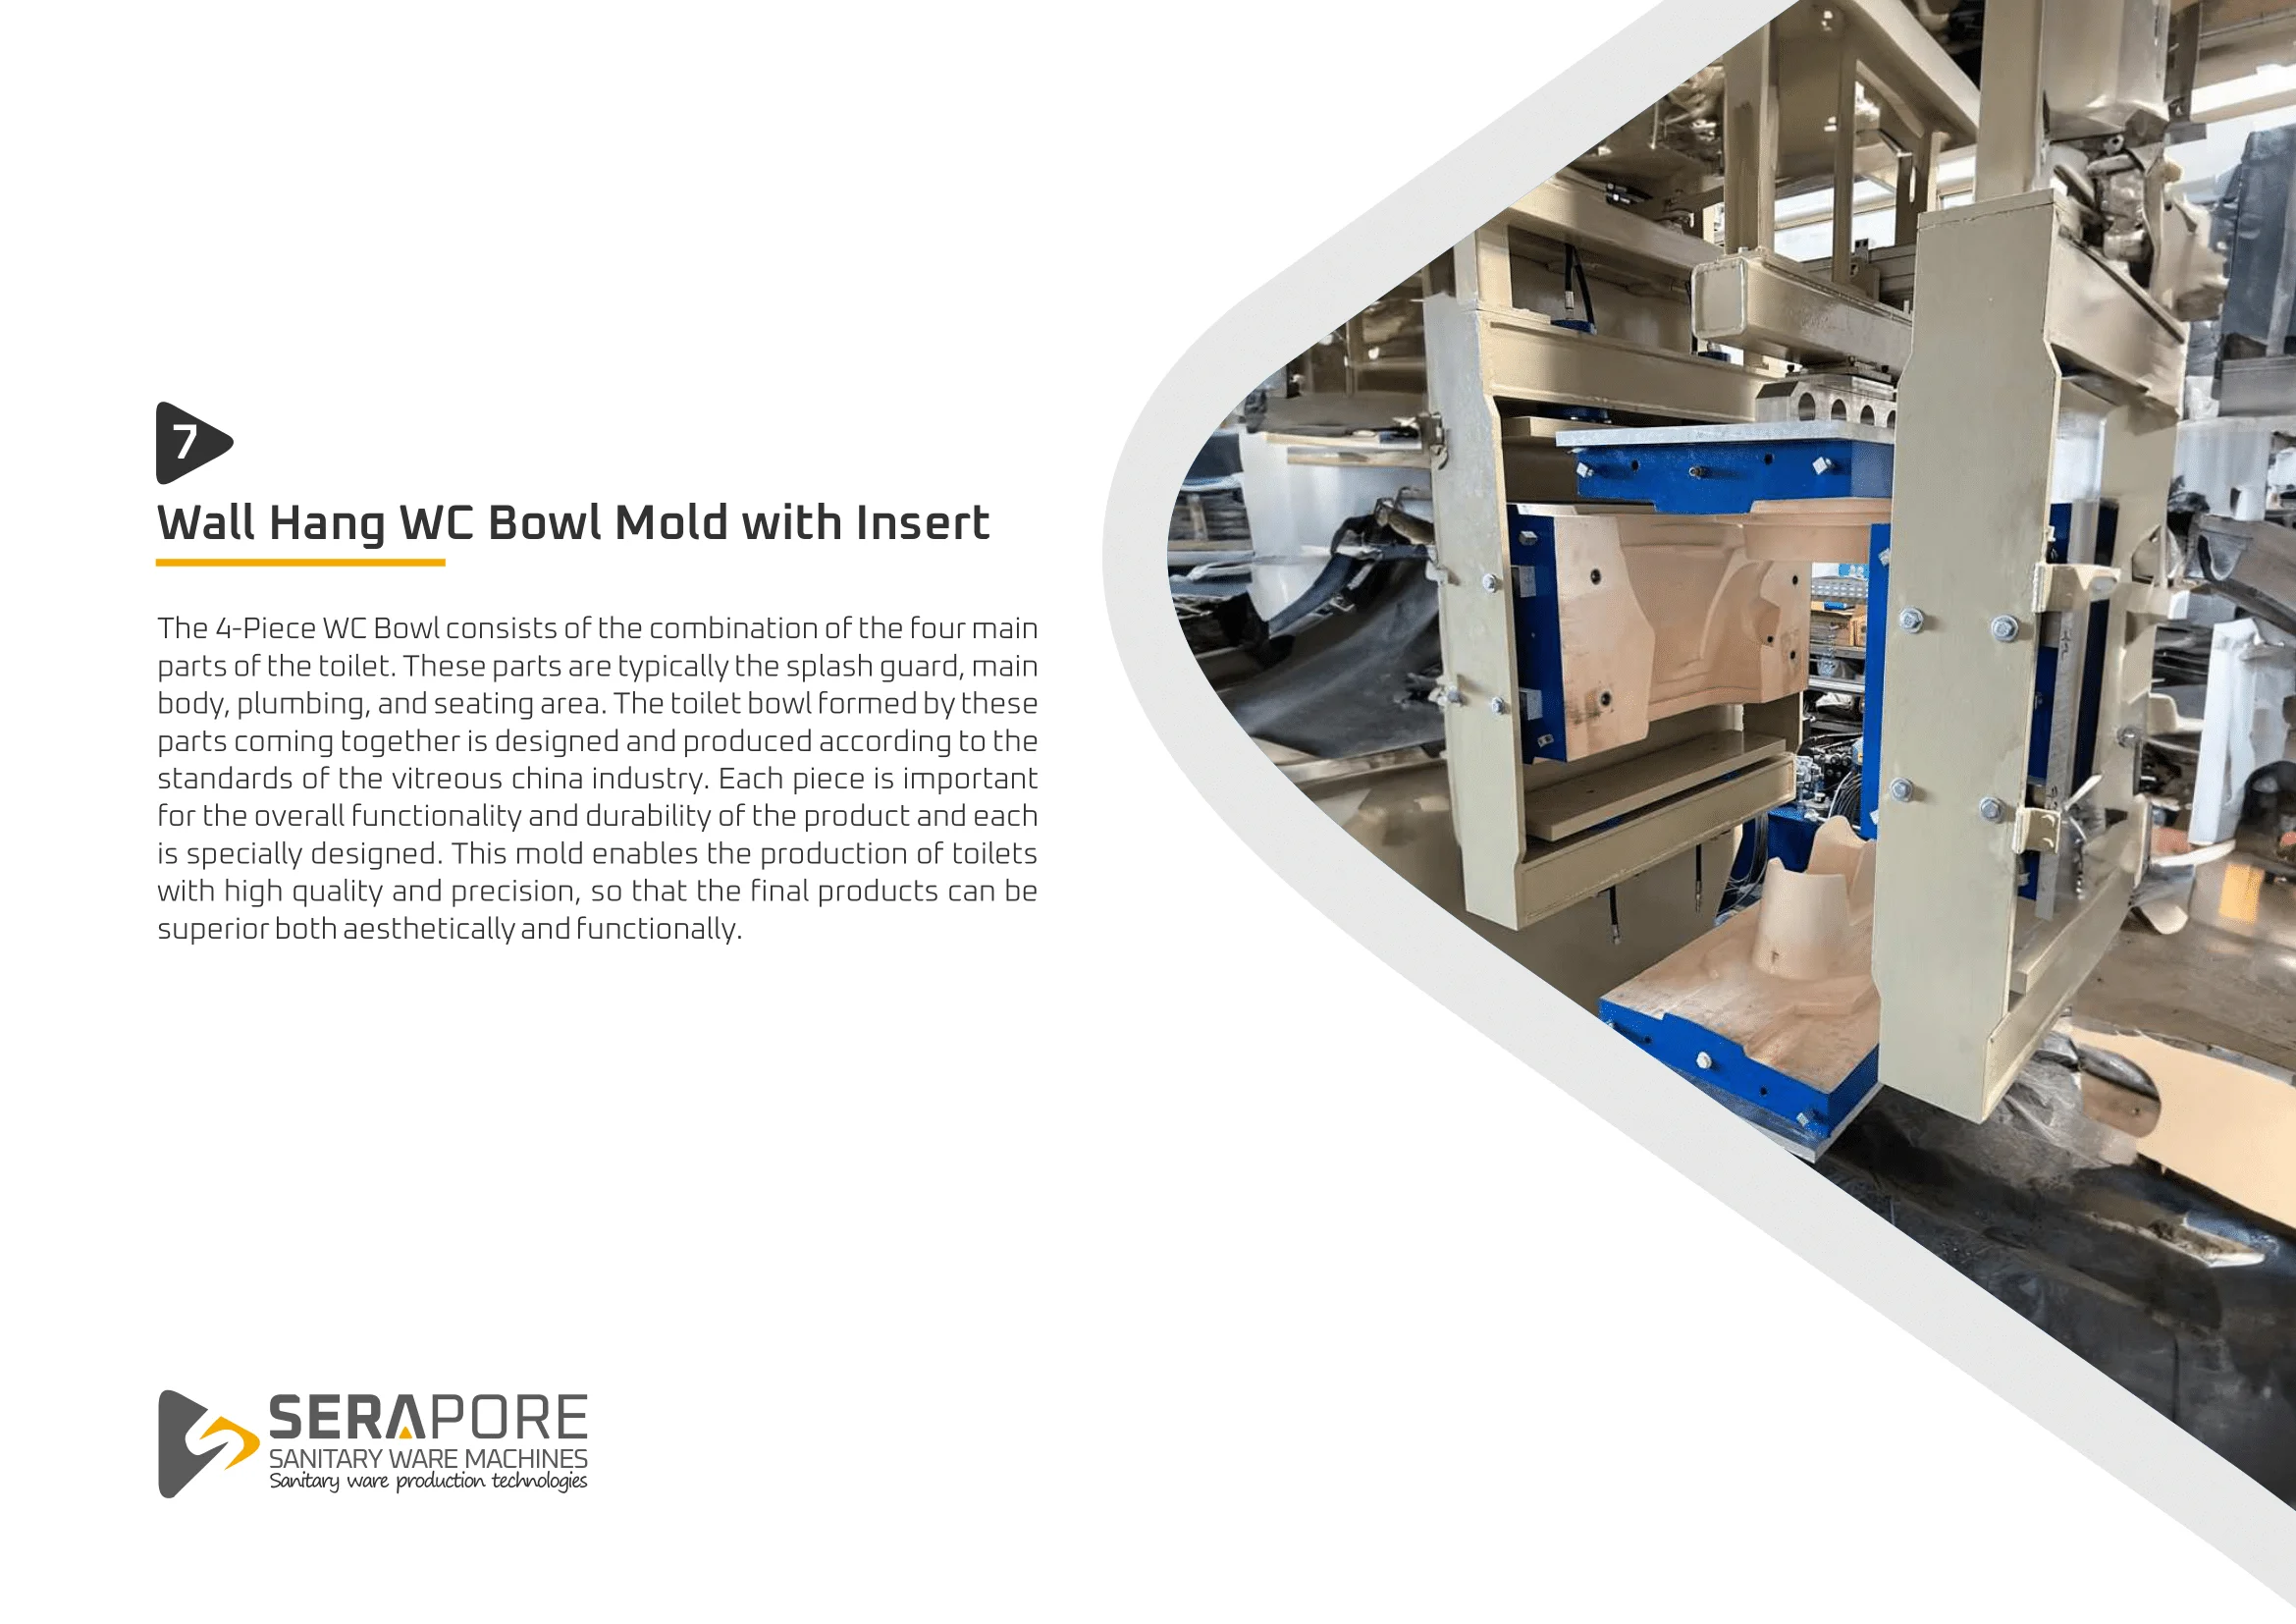 7
Wall Hang WC Bowl Mold with Insert
The 4-Piece WC Bowl consists of the combination of the four main
parts of the toilet. These parts are typically the splash guard, main
body, plumbing, and seating area. The toilet bowl formed by these
parts coming together is designed and produced according to the
standards of the vitreous china industry. Each piece is important
for the overall functionality and durability of the product and each
is specially designed. This mold enables the production of toilets
with high quality and precision, so that the final products can be
superior both aesthetically and functionally.
SERAPORE
SANITARY WARE MACHINES
Sanitary ware production technologies